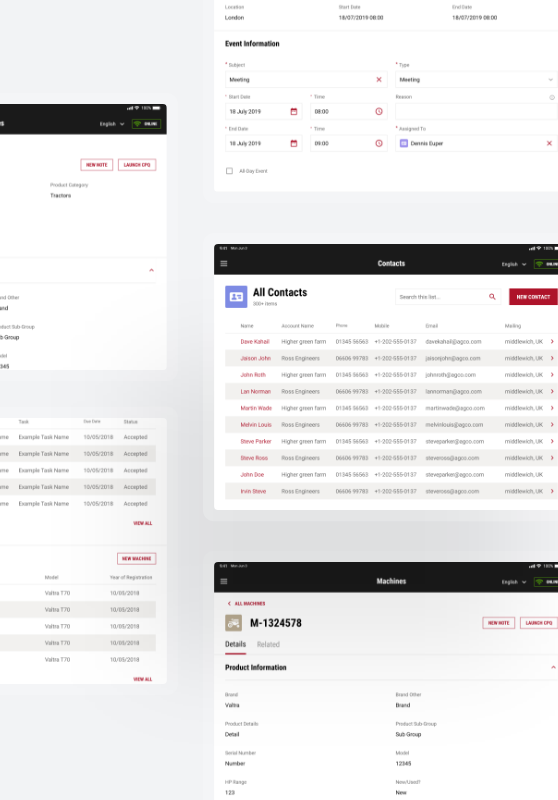 Location Start Date End Date
London 18/07/2019 08:00 18/07/2019 08:00
Event Information
* Subject * Type
Meeting Meeting
* Start Date * Time Reason
18 July 2019 08:00
* End Date * Time * Assigned To
18 July 2019 09:00 Dennis Euper
All Day Event
100%
English ONLINE
NEW NOTE LAUNCH CPQ
Product Category
Tractors
Sub-Group
Group
Task Due Date Status
Example Task Name 10/05/2018 Accepted
Example Task Name 10/05/2018 Accepted
Example Task Name 10/05/2018 Accepted
Example Task Name 10/05/2018 Accepted
Example Task Name 10/05/2018 Accepted
VIEW ALL
NEW MACHINE
Model Year of Registration
Valtra T70 10/05/2018
Valtra T70 10/05/2018
Valtra T70 10/05/2018
Valtra T70 10/05/2018
Valtra T70 10/05/2018
VIEW ALL
9:41 Mon Jun 3 100%
Contacts English
All Contacts
300+ Items
Search this list... NEW CONTACT
Name Account Name Phone Mobile Email Mailing
Dave Kahail Higher green farm 01345 56563 +1-202-555-0137 davekahail@agco.com middlewich, UK
Jaison John Ross Engineers 06606 99783 +1-202-555-0137 jaisonjohn@agco.com middlewich, UK
John Roth Higher green farm 01345 56563 +1-202-555-0137 johnroth@agco.com middlewich, UK
Lan Norman Ross Engineers 06606 99783 +1-202-555-0137 lannorman@agco.com middlewich, UK
Martin Wade Higher green farm 01345 56563 +1-202-555-0137 martinwade@agco.com middlewich, UK
Melvin Louis Ross Engineers 06606 99783 +1-202-555-0137 melvinlouis@agco.com middlewich, UK
Steve Parker Higher green farm 01345 56563 +1-202-555-0137 steveparker@agco.com middlewich, UK
Steve Ross Ross Engineers 06606 99783 +1-202-555-0137 steveross@agco.com middlewich, UK
John Doe Higher green farm 01345 56563 +1-202-555-0137 steveparker@agco.com middlewich, UK
Irvin Steve Ross Engineers 06606 99783 +1-202-555-0137 steveross@agco.com middlewich, UK
9:41 Mon Jun 3 100%
Machines English
ALL MACHINES
M-1324578 NEW NOTE LAUNCH CPQ
Details Related
Product Information
Brand Brand Other
Valtra Brand
Product Details Product Sub-Group
Detail Sub Group
Serial Number Model
Number 12345
HP Range New/Used?
123 New